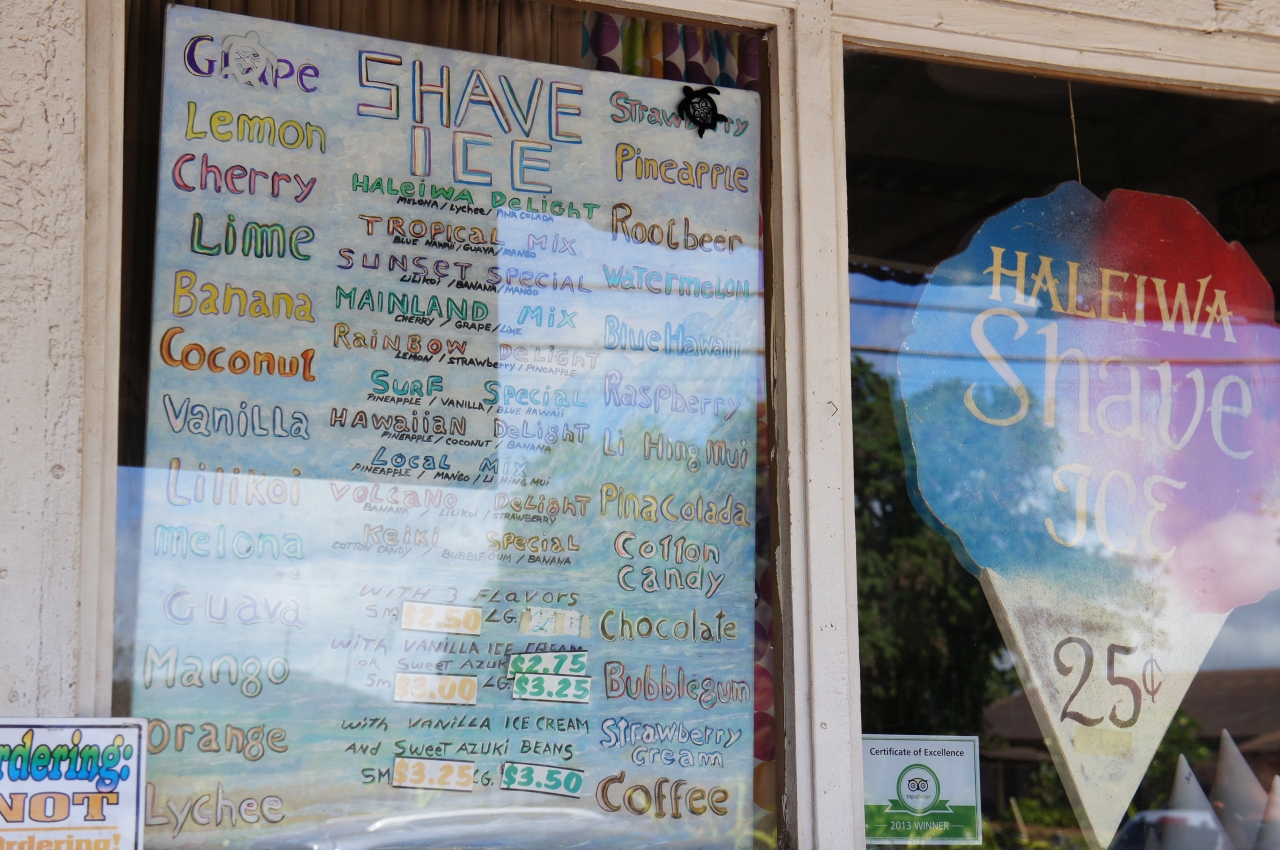 Grape
Lemon
Cherry
Lime
Banana
Coconut
Vanilla
Lilikoi
melona
Guava
Mango
Orange
Lychee
SHAVE
ICE
HALEIWA DELIGHT
MELONA / Lychee / PINA COLADA
TROPICAL MIX
BLUE HAWAII / GUAVA / MANGO
SUNSET SPECIAL
LILIKOI / BANANA / MANGO
MAINLAND MIX
CHERRY / GRAPE / LIME
RAINBOW DELIGHT
LEMON / STRAWBERRY / PINEAPPLE
SURF SPECIAL
PINEAPPLE / VANILLA / BLUE HAWAII
HAWAIIAN DELIGHT
PINEAPPLE / COCONUT / BANANA
LOCAL MIX
PINEAPPLE / MANGO / LI HING MUI
VOLCANO DELIGHT
BANANA / LILIKOI / STRAWBERRY
KEIKI SPECIAL
COTTON CANDY / BUBBLEGUM / BANANA
WITH 3 FLAVORS
SM $2.50 LG.
$2.75
WITH VANILLA ICE CREAM
OR SWEET AZUKI
SM $3.00 LG $3.25
WITH VANILLA ICE CREAM
AND SWEET AZUKI BEANS
SM $3.25 LG. $3.50
Strawberry
Pineapple
Rootbeer
WATERMELON
Blue Hawaii
Raspberry
Li Hing Mui
Pina Colada
Cotton
candy
Chocolate
Bubblegum
Strawberry
cream
Coffee
HALEIWA
Shave
ICE
25¢
Certificate of Excellence
tripadvisor
2013 WINNER
rdering:
NOT
rdering!